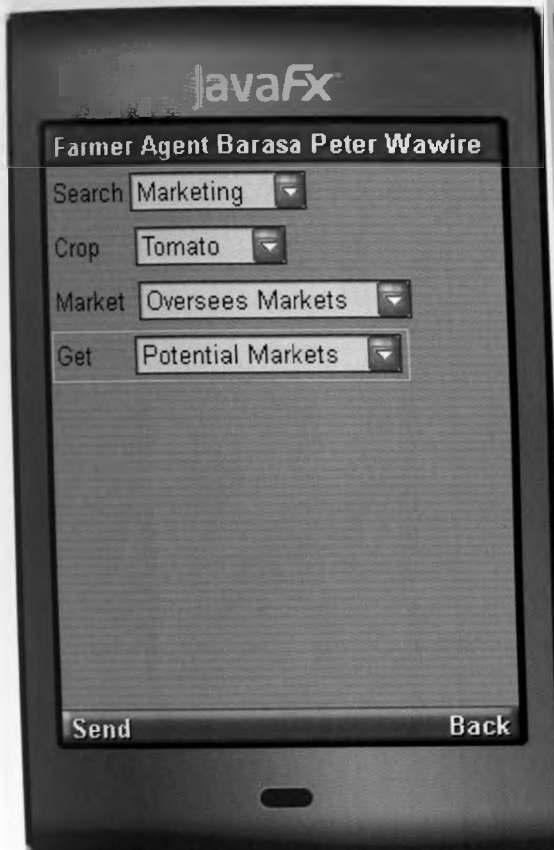 JavaFx
Farmer Agent Barasa Peter Wawire
Search Marketing
Crop Tomato
Market Oversees Markets
Get Potential Markets
Send Back